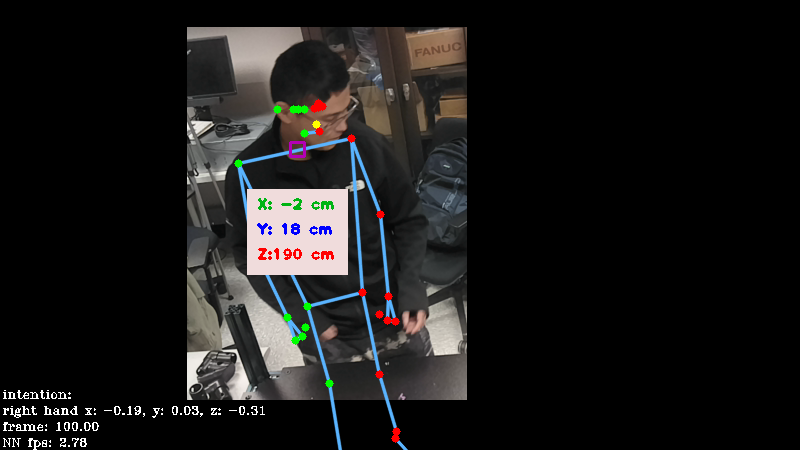 FANUC
X: -2 cm
Y: 18 cm
Z:190 cm
intention:
right hand x: -0.19, y: 0.03, z: -0.31
frame: 100.00
NN fps: 2.78